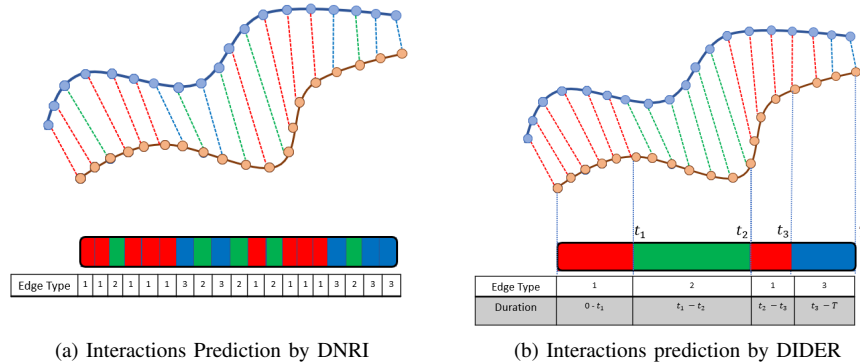 t₁ t₂ t₃
Edge Type 1 1 2 1 1 1 3 2 3 2 1 2 1 1 1 3 2 3 3
Edge Type 1 2 1 3
Duration 0 - t₁ t₁ − t₂ t₂ − t₃ t₃ − T
(a) Interactions Prediction by DNRI
(b) Interactions prediction by DIDER